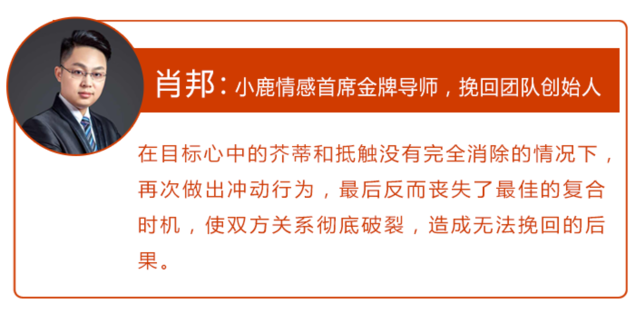 肖邦：小鹿情感首席金牌导师，挽回团队创始人
在目标心中的芥蒂和抵触没有完全消除的情况下，
再次做出冲动行为，最后反而丧失了最佳的复合
时机，使双方关系彻底破裂，造成无法挽回的后
果。